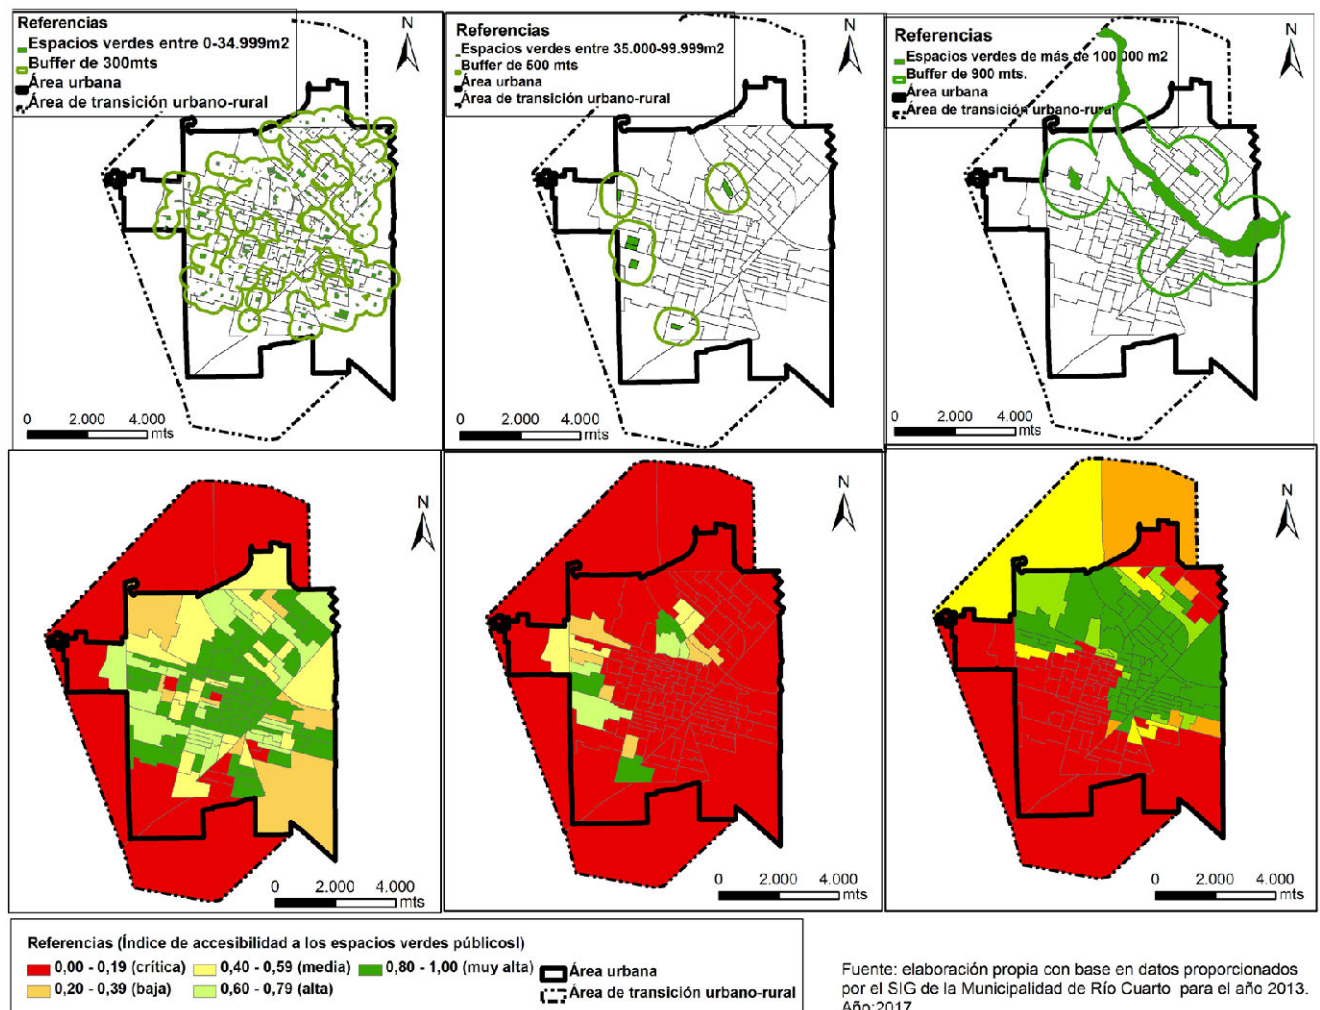 Referencias
Espacios verdes entre 0-34.999m2
Buffer de 300mts
Área urbana
Área de transición urbano-rural
N
0 2.000 4.000
mts
Referencias
Espacios verdes entre 35.000-99.999m2
Buffer de 500 mts
Área urbana
Área de transición urbano-rural
N
0 2.000 4.000
mts
Referencias
Espacios verdes de más de 100.000 m2
Buffer de 900 mts.
Área urbana
Área de transición urbano-rural
N
0 2.000 4.000
mts
N
0 2.000 4.000
mts
N
0 2.000 4.000
mts
N
0 2.000 4.000
mts
Referencias (Índice de accesibilidad a los espacios verdes públicosl)
0,00 - 0,19 (crítica) 0,40 - 0,59 (media) 0,80 - 1,00 (muy alta) Área urbana
0,20 - 0,39 (baja) 0,60 - 0,79 (alta) Área de transición urbano-rural
Fuente: elaboración propia con base en datos proporcionados
por el SIG de la Municipalidad de Río Cuarto para el año 2013.
Año:2017